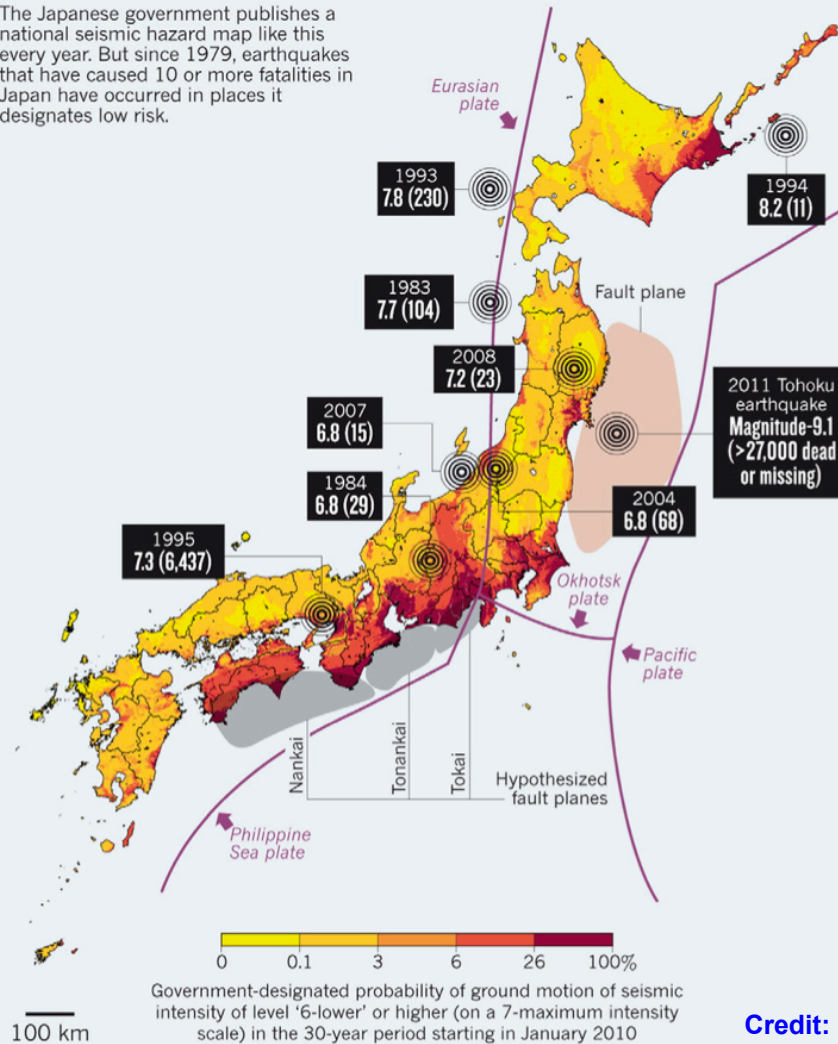 The Japanese government publishes a
national seismic hazard map like this
every year. But since 1979, earthquakes
that have caused 10 or more fatalities in
Japan have occurred in places it
designates low risk.
Eurasian
plate
1993
7.8 (230)
1994
8.2 (11)
1983
7.7 (104)
Fault plane
2008
7.2 (23)
2011 Tohoku
earthquake
Magnitude-9.1
(>27,000 dead
or missing)
2007
6.8 (15)
1984
6.8 (29)
2004
6.8 (68)
1995
7.3 (6,437)
Okhotsk
plate
Pacific
plate
Nankai
Tonankai
Tokai
Hypothesized
fault planes
Philippine
Sea plate
0 0.1 3 6 26 100%
Government-designated probability of ground motion of seismic
intensity of level ‘6-lower’ or higher (on a 7-maximum intensity
scale) in the 30-year period starting in January 2010
100 km
Credit: